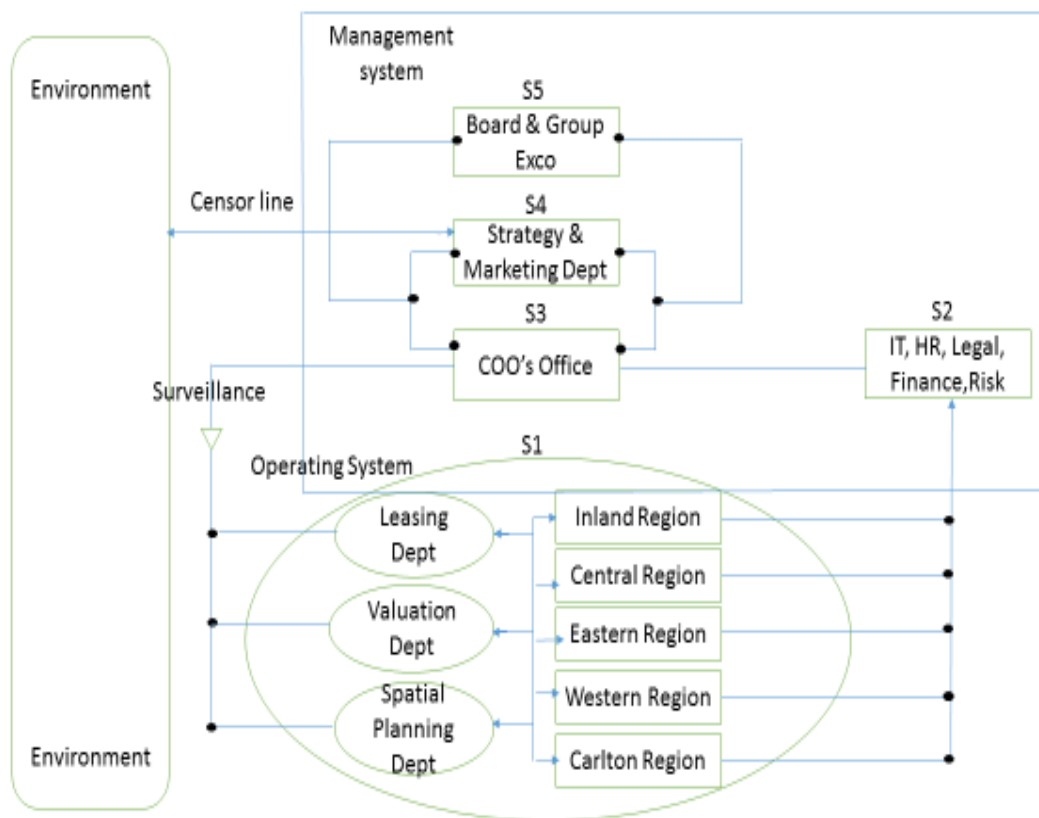 Environment
Management
system
S5
Board & Group
Exco
Censor line
S4
Strategy &
Marketing Dept
S3
COO's Office
S2
IT, HR, Legal,
Finance,Risk
Surveillance
S1
Operating System
Leasing
Dept
Inland Region
Central Region
Valuation
Dept
Eastern Region
Spatial
Planning
Dept
Western Region
Carlton Region
Environment